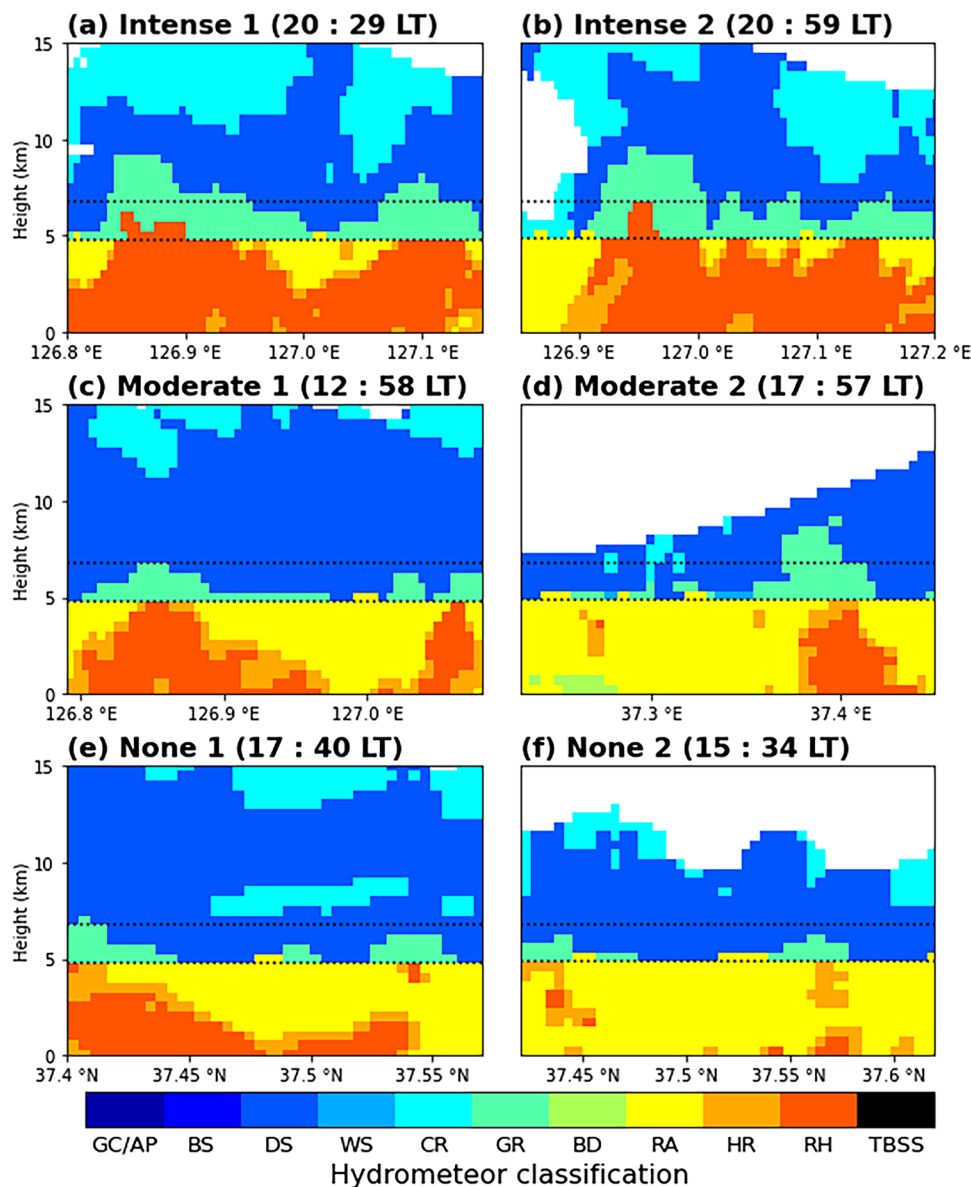 (a) Intense 1 (20 : 29 LT)
(b) Intense 2 (20 : 59 LT)
15
10
5
0
Height (km)
126.8 °E 126.9 °E 127.0 °E 127.1 °E
126.9 °E 127.0 °E 127.1 °E 127.2 °E
(c) Moderate 1 (12 : 58 LT)
(d) Moderate 2 (17 : 57 LT)
15
10
5
0
Height (km)
126.8 °E 126.9 °E 127.0 °E
37.3 °E 37.4 °E
(e) None 1 (17 : 40 LT)
(f) None 2 (15 : 34 LT)
15
10
5
0
Height (km)
37.4 °N 37.45 °N 37.5 °N 37.55 °N
37.45 °N 37.5 °N 37.55 °N 37.6 °N
GC/AP BS DS WS CR GR BD RA HR RH TBSS
Hydrometeor classification